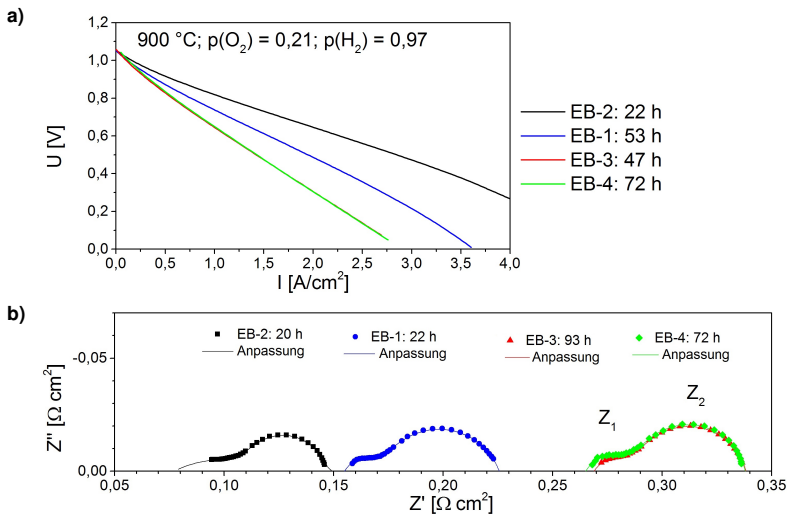 a)
900 °C; p(O2) = 0,21; p(H2) = 0,97
1,2
1,0
0,8
0,6
0,4
0,2
0,0
U [V]
0,0
0,5
1,0
1,5
2,0
2,5
3,0
3,5
4,0
I [A/cm²]
EB-2: 22 h
EB-1: 53 h
EB-3: 47 h
EB-4: 72 h
b)
EB-2: 20 h
Anpassung
EB-1: 22 h
Anpassung
EB-3: 93 h
Anpassung
EB-4: 72 h
Anpassung
-0,05
0,00
Z'' [Ω cm²]
Z1
Z2
0,05
0,10
0,15
0,20
0,25
0,30
0,35
Z' [Ω cm²]